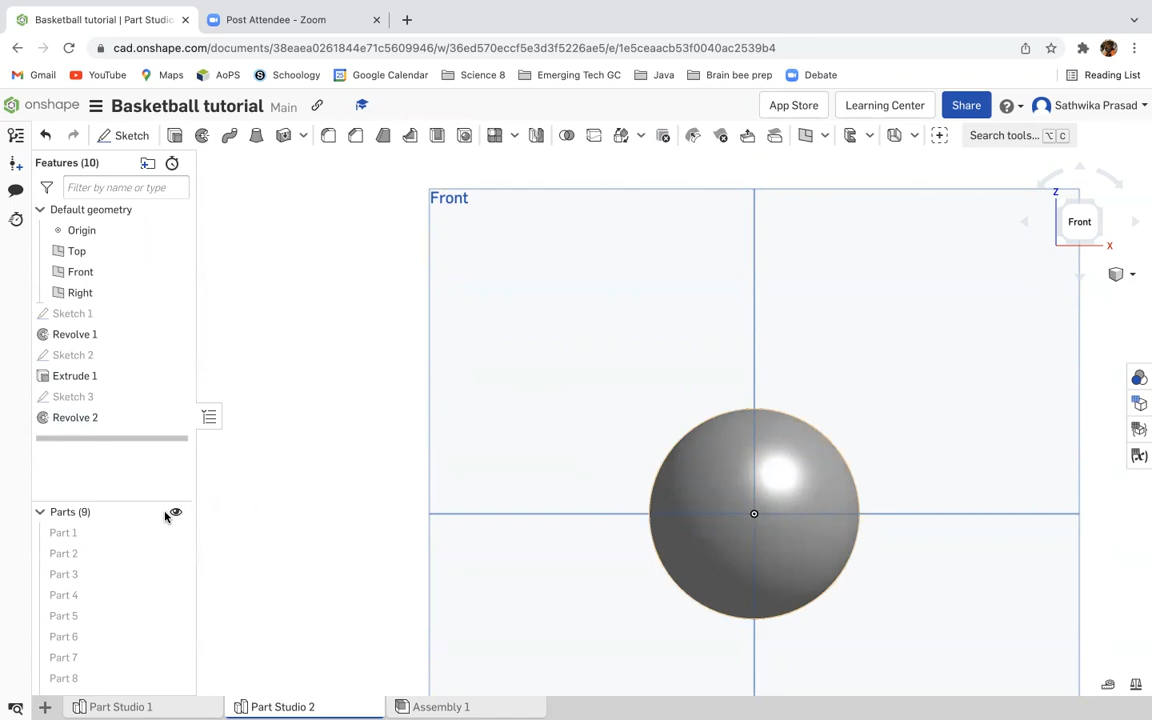 Basketball tutorial | Part Studio
Post Attendee - Zoom
cad.onshape.com/documents/38eaea0261844e71c5609946/w/36ed570eccf5e3d3f5226ae5/e/1e5ceaacb53f0040ac2539b4
Gmail YouTube Maps AoPS Schoology Google Calendar Science 8 Emerging Tech GC Java Brain bee prep Debate Reading List
onshape Basketball tutorial Main App Store Learning Center Share Sathwika Prasad
Sketch Search tools... ⌥ C
Features (10)
Filter by name or type
Default geometry
Origin
Top
Front
Right
Sketch 1
Revolve 1
Sketch 2
Extrude 1
Sketch 3
Revolve 2
Parts (9)
Part 1
Part 2
Part 3
Part 4
Part 5
Part 6
Part 7
Part 8
Front
Z
Front
X
(x)
Part Studio 1 Part Studio 2 Assembly 1